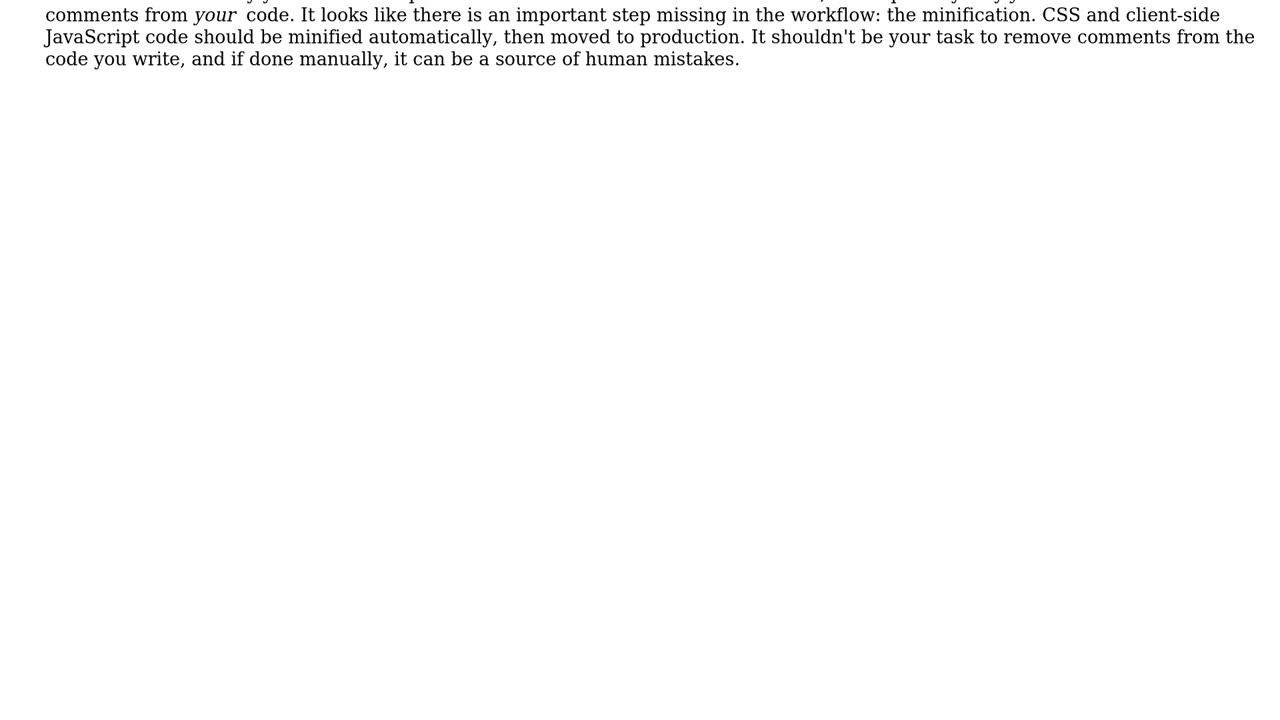 comments from your code. It looks like there is an important step missing in the workflow: the minification. CSS and client-side
JavaScript code should be minified automatically, then moved to production. It shouldn't be your task to remove comments from the
code you write, and if done manually, it can be a source of human mistakes.